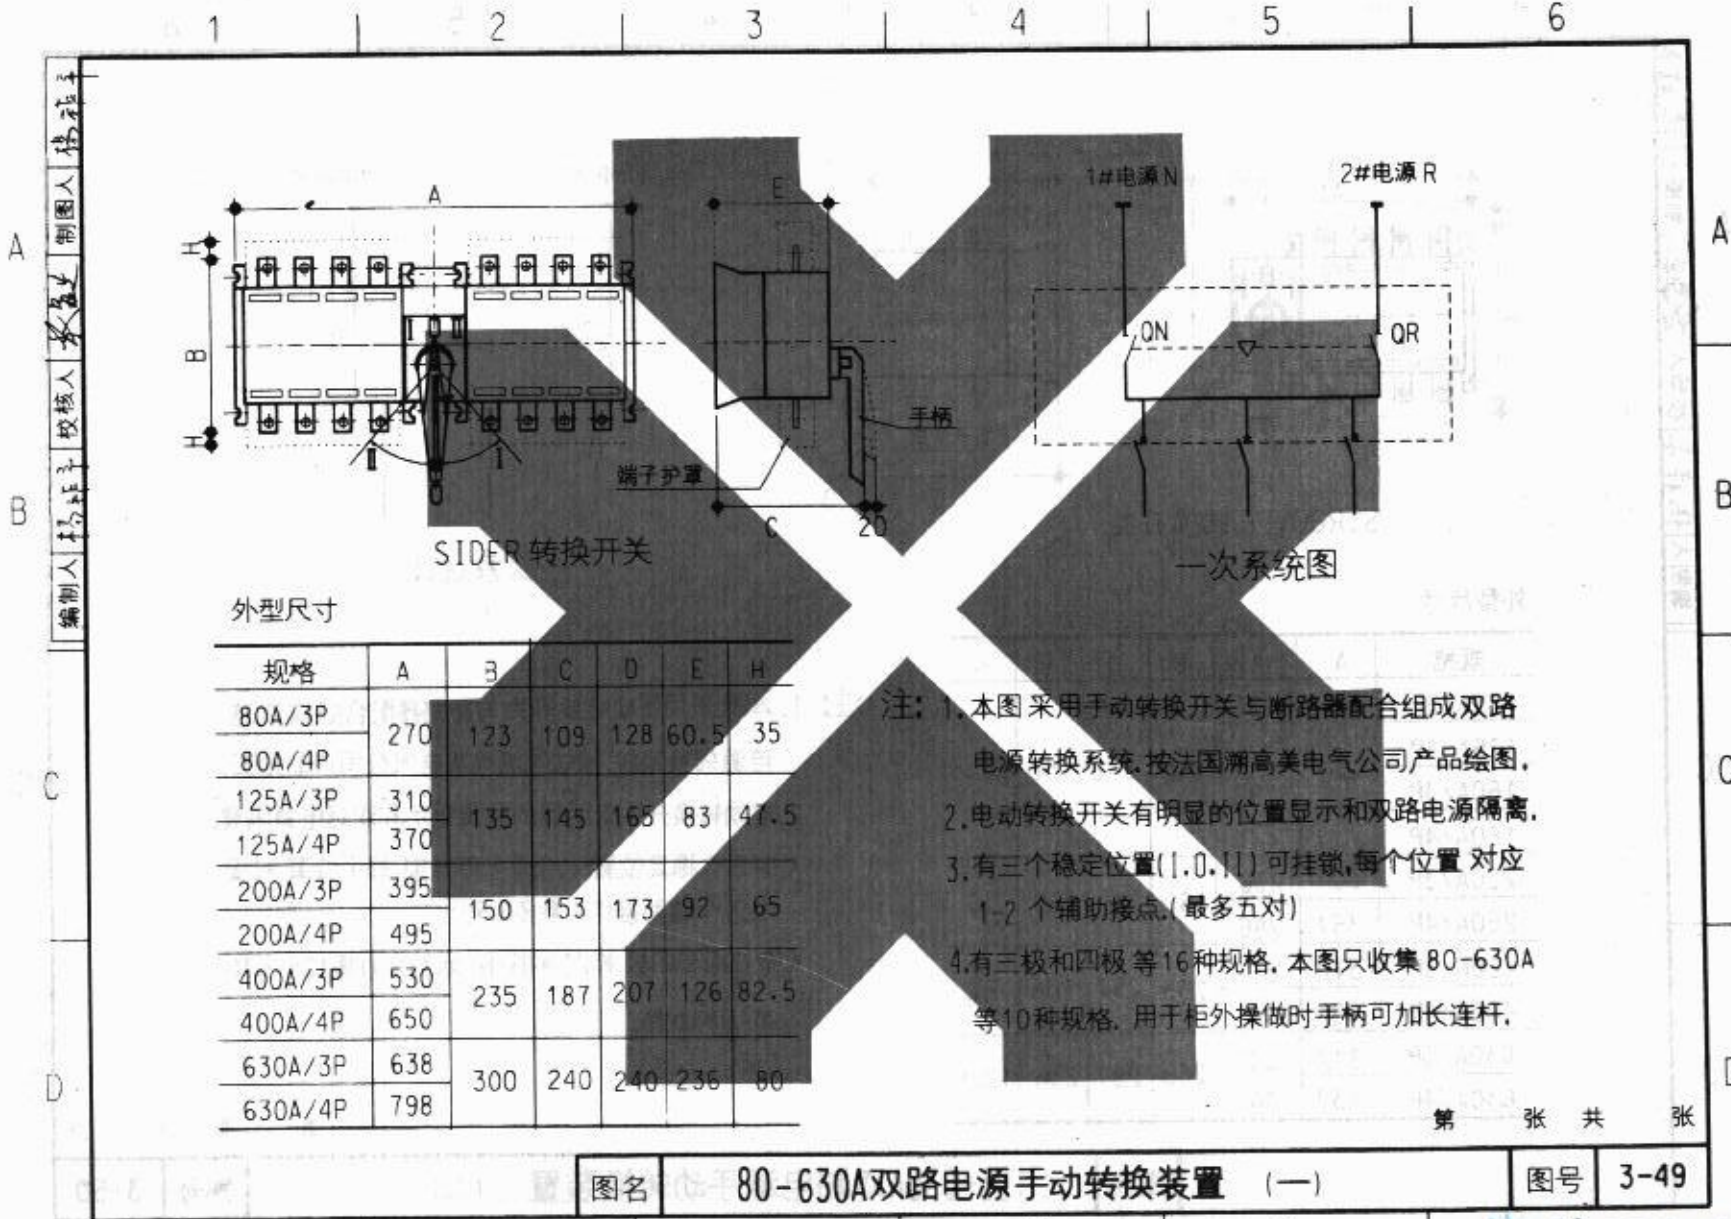 1 2 3 4 5 6
A A
B B
C C
D D
制图人
校核人
编制人
A
H
B
H
I O II
II I
SIDER 转换开关
E
手柄
端子护罩
C 20
1#电源N
2#电源R
QN
QR
一次系统图
外型尺寸
规格 A B C D E H
80A/3P 270 123 109 128 60.5 35
80A/4P
125A/3P 310 135 145 165 83 47.5
125A/4P 370
200A/3P 395 150 153 173 92 65
200A/4P 495
400A/3P 530 235 187 207 126 82.5
400A/4P 650
630A/3P 638 300 240 240 236 80
630A/4P 798
注: 1.本图采用手动转换开关与断路器配合组成双路
电源转换系统.按法国溯高美电气公司产品绘图.
2.电动转换开关有明显的位置显示和双路电源隔离.
3.有三个稳定位置(I.O.II)可挂锁,每个位置对应
1-2个辅助接点.(最多五对)
4.有三极和四极等16种规格.本图只收集80-630A
等10种规格.用于柜外操做时手柄可加长连杆.
第 张 共 张
图名 80-630A双路电源手动转换装置 (一) 图号 3-49